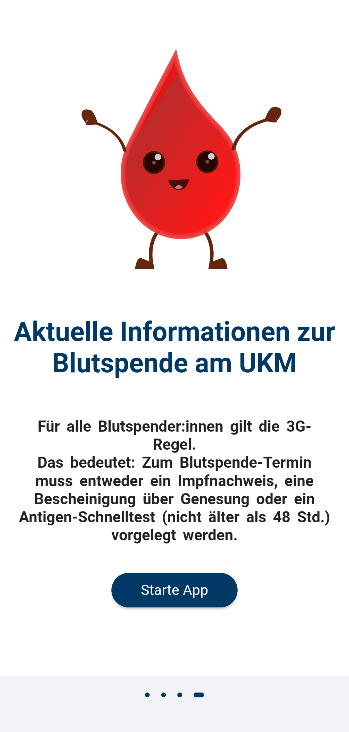 Aktuelle Informationen zur
Blutspende am UKM
Für alle Blutspender:innen gilt die 3G-
Regel.
Das bedeutet: Zum Blutspende-Termin
muss entweder ein Impfnachweis, eine
Bescheinigung über Genesung oder ein
Antigen-Schnelltest (nicht älter als 48 Std.)
vorgelegt werden.
Starte App